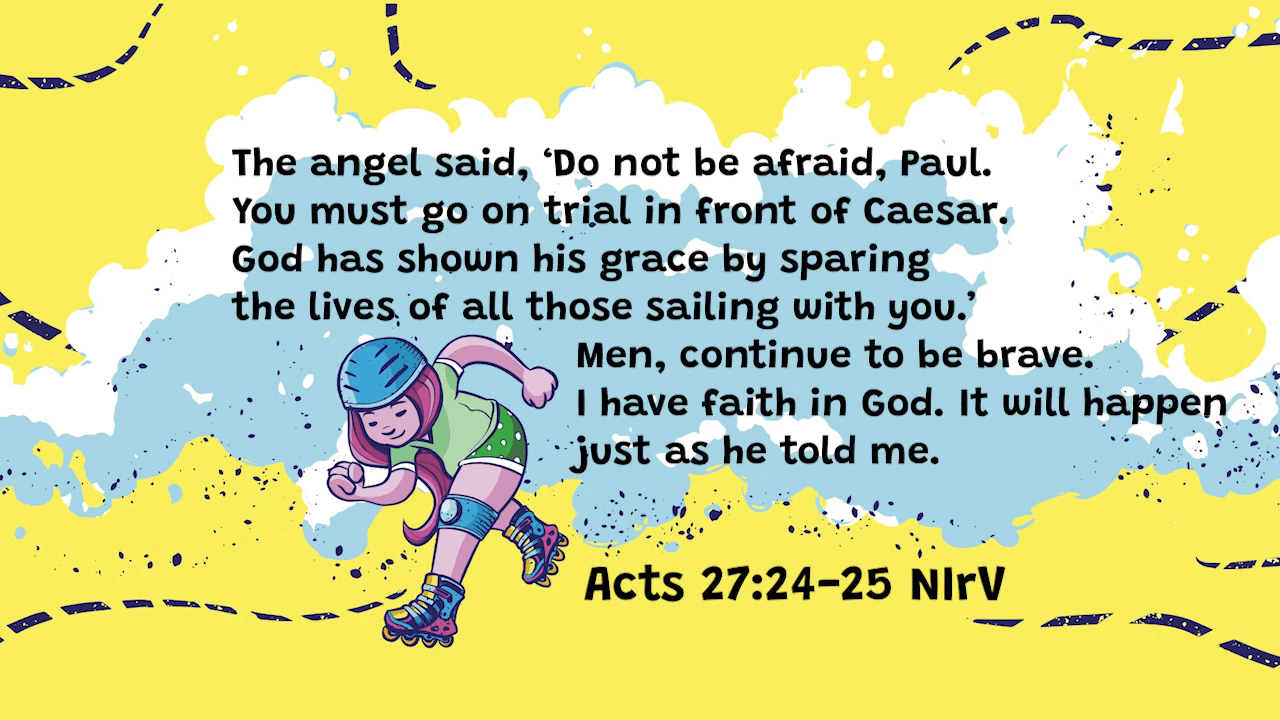 The angel said, ‘Do not be afraid, Paul.
You must go on trial in front of Caesar.
God has shown his grace by sparing
the lives of all those sailing with you.’
Men, continue to be brave.
I have faith in God. It will happen
just as he told me.
Acts 27:24-25 NIrV